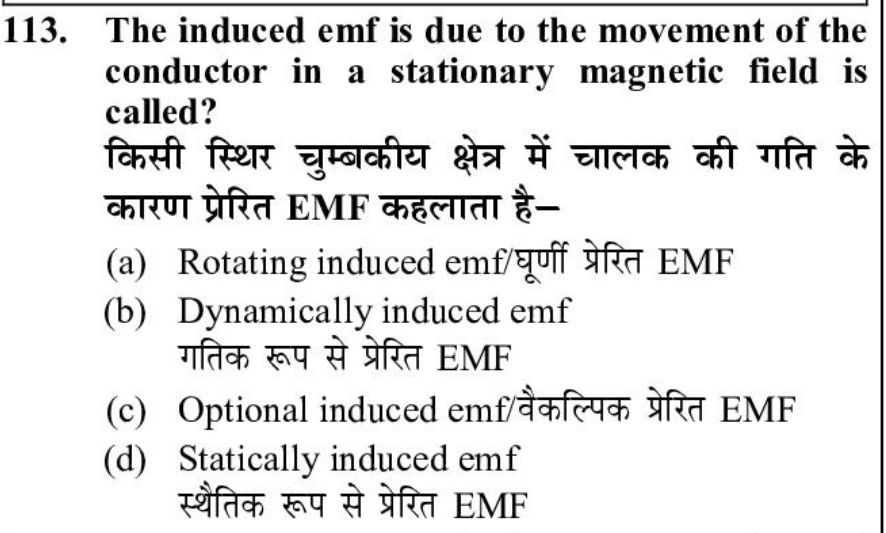 113. The induced emf is due to the movement of the
conductor in a stationary magnetic field is
called?
किसी स्थिर चुम्बकीय क्षेत्र में चालक की गति के
कारण प्रेरित EMF कहलाता है–
(a) Rotating induced emf/घूर्णी प्रेरित EMF
(b) Dynamically induced emf
गतिक रूप से प्रेरित EMF
(c) Optional induced emf/वैकल्पिक प्रेरित EMF
(d) Statically induced emf
स्थैतिक रूप से प्रेरित EMF